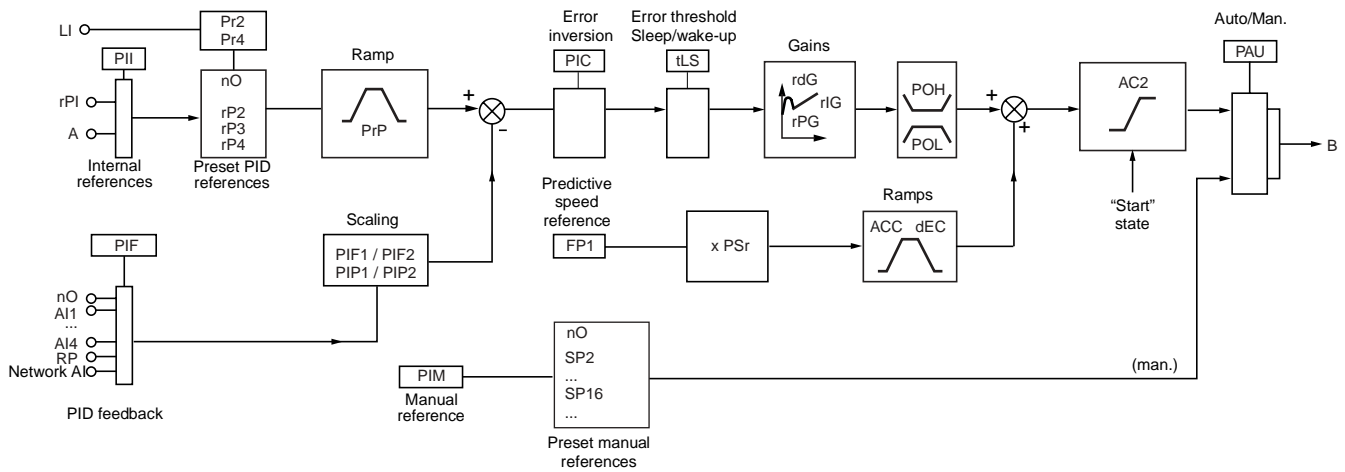 LI
Pr2
Pr4
PII
rPI
A
Internal
references
nO
rP2
rP3
rP4
Preset PID
references
Ramp
PrP
+
–
Error
inversion
PIC
Error threshold
Sleep/wake-up
tLS
Gains
rdG
rIG
rPG
POH
POL
+
+
AC2
"Start"
state
Auto/Man.
PAU
B
Predictive
speed
reference
FP1
x PSr
Ramps
ACC dEC
Scaling
PIF1 / PIF2
PIP1 / PIP2
PIF
nO
AI1
...
AI4
RP
Network AI
PID feedback
PIM
Manual
reference
nO
SP2
...
SP16
...
Preset manual
references
(man.)